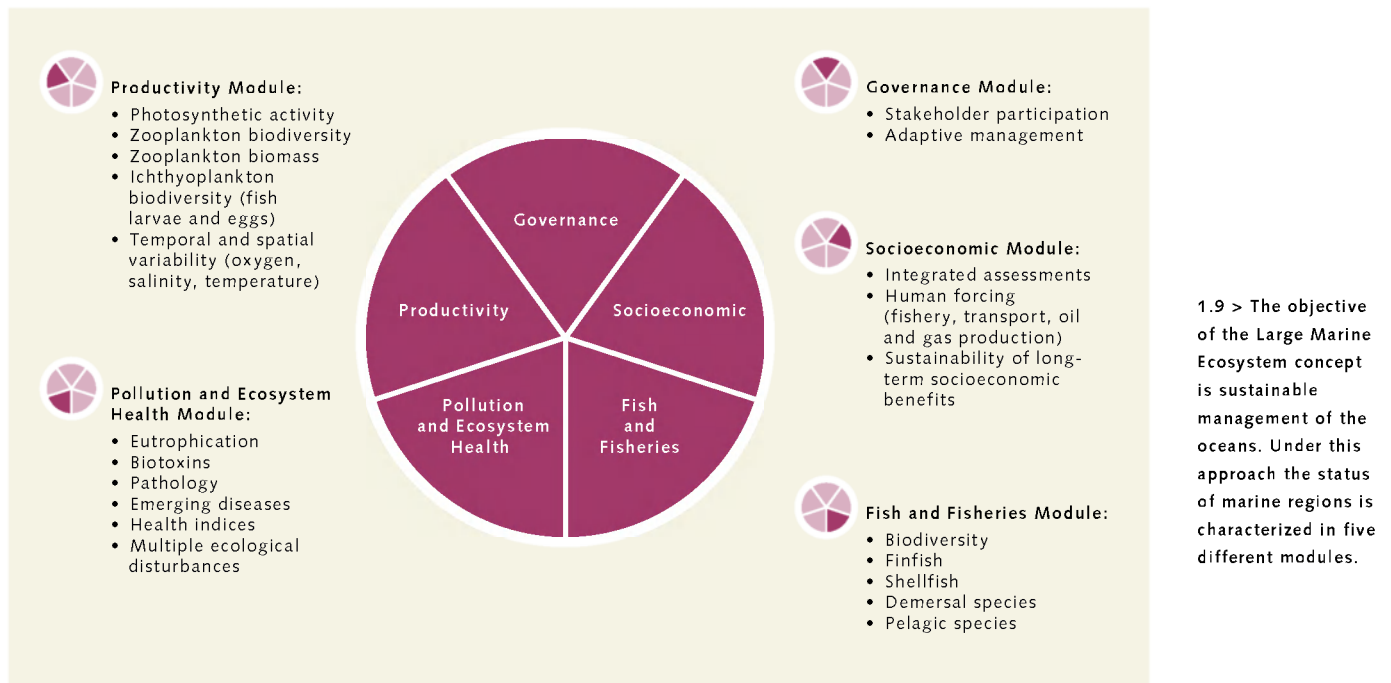 Productivity Module:
• Photosynthetic activity
• Zooplankton biodiversity
• Zooplankton biomass
• Ichthyoplankton
biodiversity (fish
larvae and eggs)
• Temporal and spatial
variability (oxygen,
salinity, temperature)
Pollution and Ecosystem
Health Module:
• Eutrophication
• Biotoxins
• Pathology
• Emerging diseases
• Health indices
• Multiple ecological
disturbances
Governance
Productivity
Socioeconomic
Pollution
and Ecosystem
Health
Fish
and
Fisheries
Governance Module:
• Stakeholder participation
• Adaptive management
Socioeconomic Module:
• Integrated assessments
• Human forcing
(fishery, transport, oil
and gas production)
• Sustainability of long-
term socioeconomic
benefits
Fish and Fisheries Module:
• Biodiversity
• Finfish
• Shellfish
• Demersal species
• Pelagic species
1.9 > The objective
of the Large Marine
Ecosystem concept
is sustainable
management of the
oceans. Under this
approach the status
of marine regions is
characterized in five
different modules.